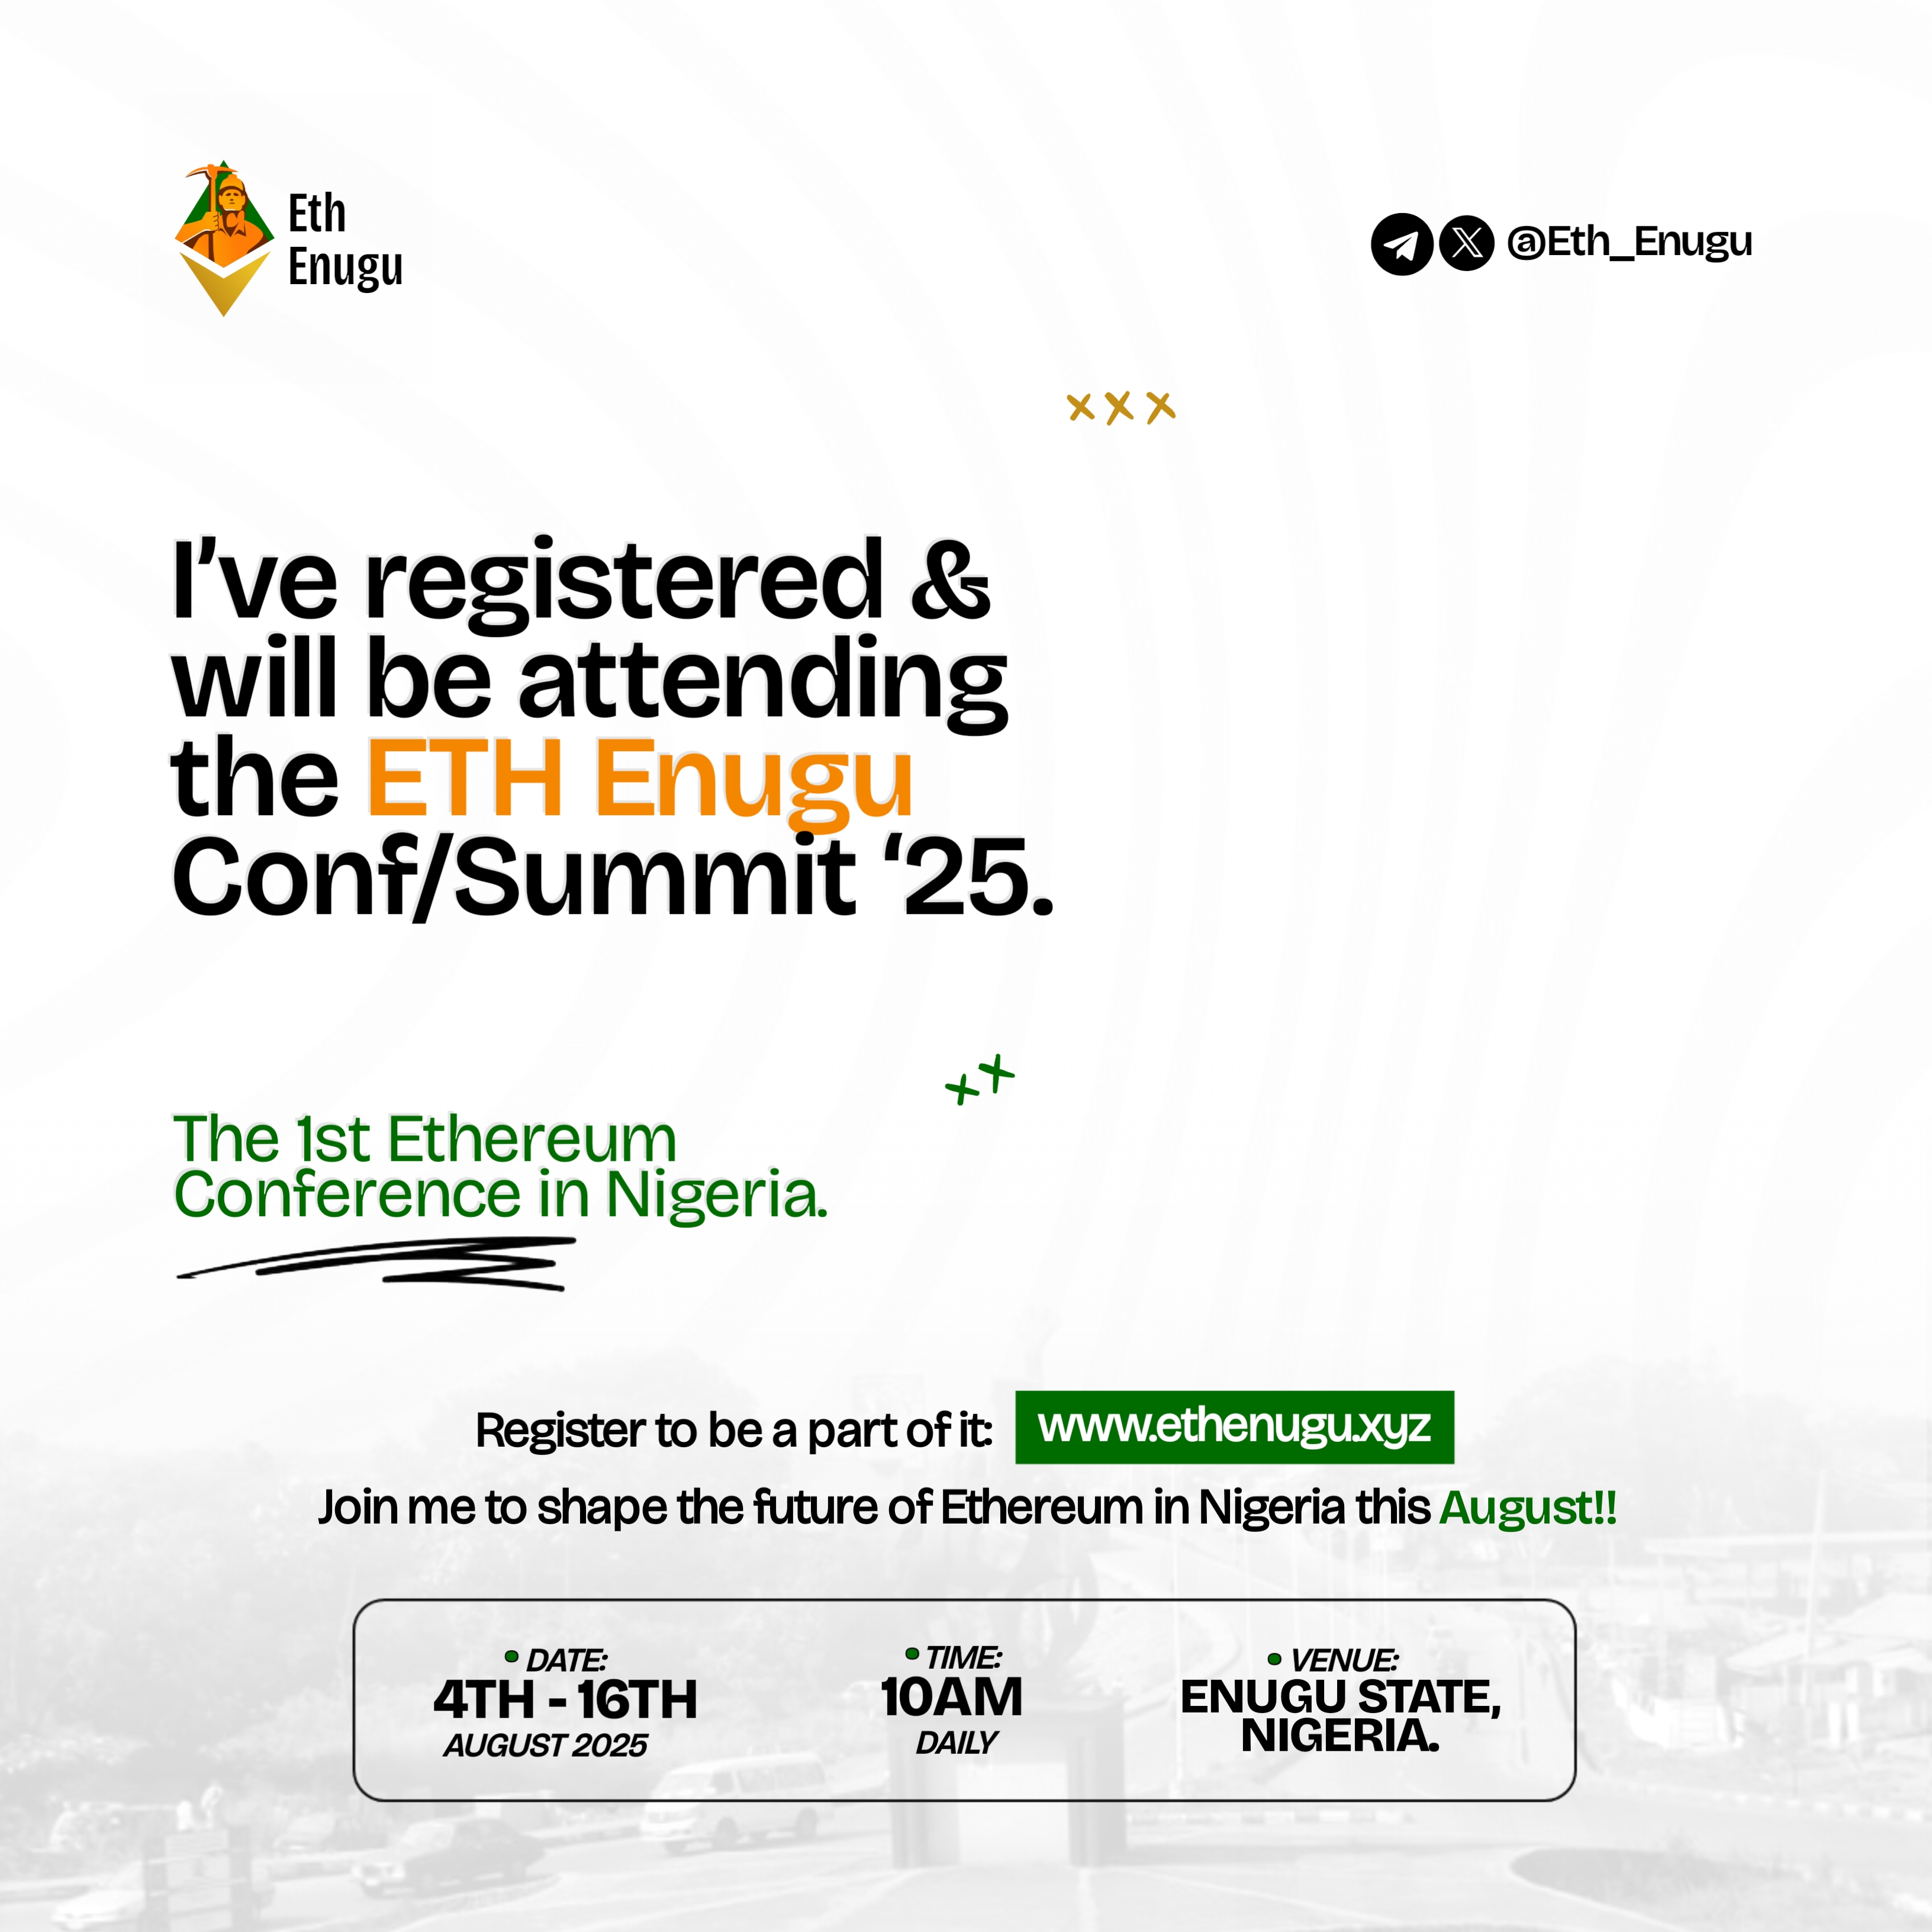 Eth
Enugu
@Eth_Enugu
I’ve registered &
will be attending
the ETH Enugu
Conf/Summit ‘25.
The 1st Ethereum
Conference in Nigeria.
Register to be a part of it: www.ethenugu.xyz
Join me to shape the future of Ethereum in Nigeria this August!!
DATE:
4TH - 16TH
AUGUST 2025
TIME:
10AM
DAILY
VENUE:
ENUGU STATE,
NIGERIA.